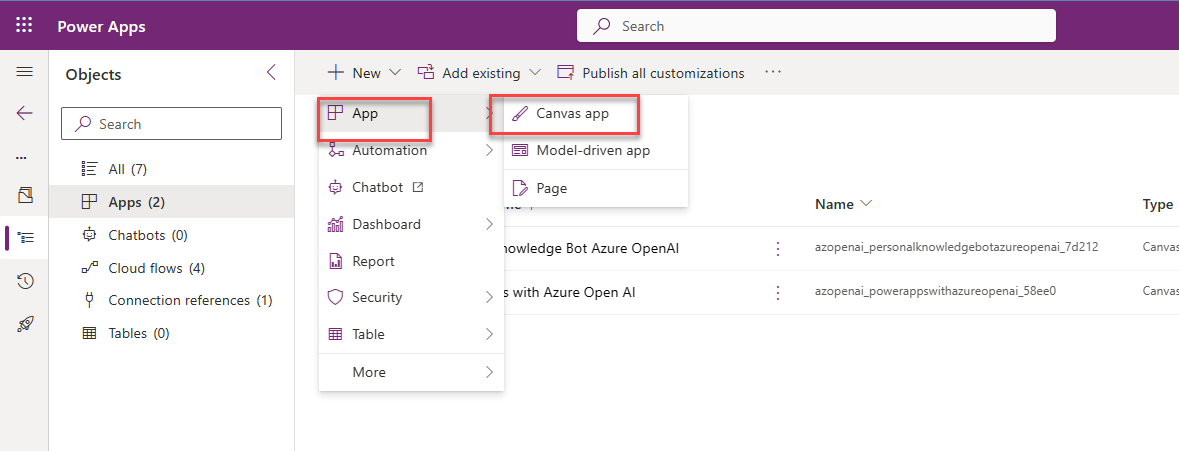 Power Apps
Search
Objects
New
Add existing
Publish all customizations
Search
All (7)
Apps (2)
Chatbots (0)
Cloud flows (4)
Connection references (1)
Tables (0)
App
Automation
Chatbot
Dashboard
Report
Security
Table
More
Canvas app
Model-driven app
Page
Name
Type
nowledge Bot Azure OpenAI
azopenai_personalknowledgebotazureopenai_7d212
Canvas
s with Azure Open AI
azopenai_powerappswithazureopenai_58ee0
Canvas